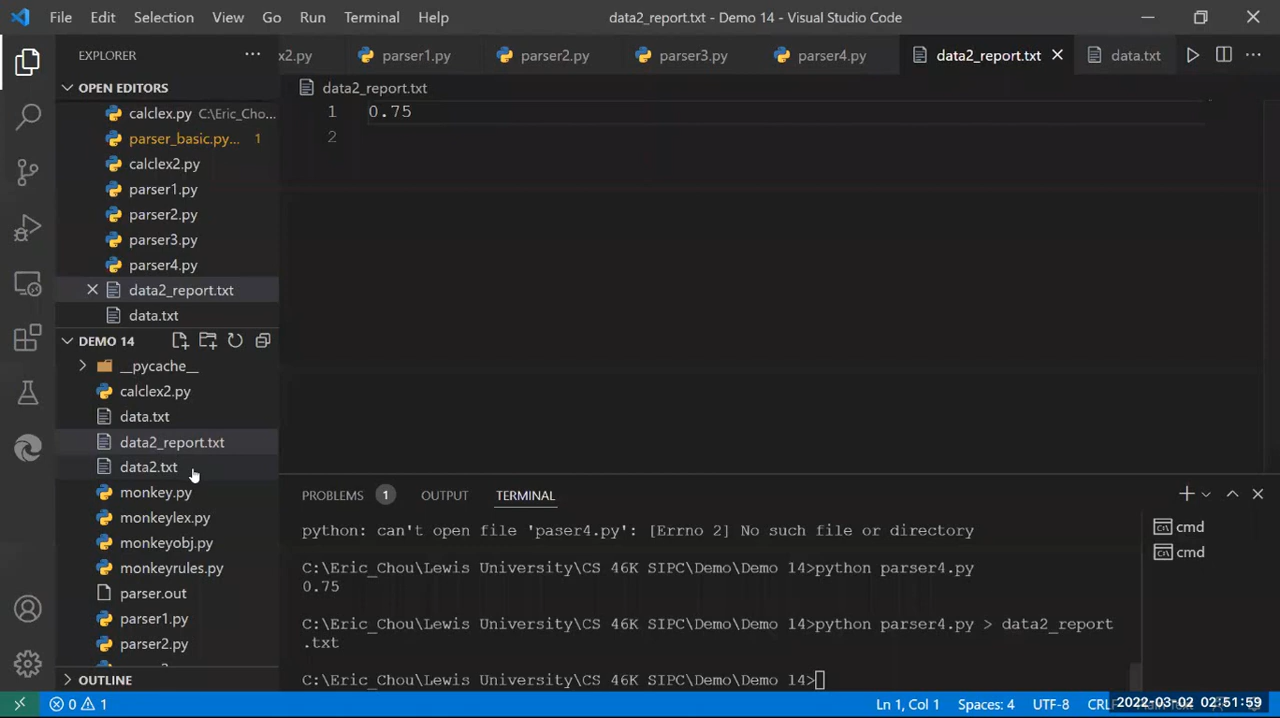 File Edit Selection View Go Run Terminal Help data2_report.txt - Demo 14 - Visual Studio Code
EXPLORER
x2.py parser1.py parser2.py parser3.py parser4.py data2_report.txt data.txt
OPEN EDITORS
calclex.py C:\Eric_Cho...
parser_basic.py... 1
calclex2.py
parser1.py
parser2.py
parser3.py
parser4.py
data2_report.txt
data.txt
DEMO 14
__pycache__
calclex2.py
data.txt
data2_report.txt
data2.txt
monkey.py
monkeylex.py
monkeyobj.py
monkeyrules.py
parser.out
parser1.py
parser2.py
OUTLINE
data2_report.txt
1 0.75
2
PROBLEMS 1 OUTPUT TERMINAL
python: can't open file 'paser4.py': [Errno 2] No such file or directory
C:\Eric_Chou\Lewis University\CS 46K SIPC\Demo\Demo 14>python parser4.py
0.75
C:\Eric_Chou\Lewis University\CS 46K SIPC\Demo\Demo 14>python parser4.py > data2_report
.txt
C:\Eric_Chou\Lewis University\CS 46K SIPC\Demo\Demo 14>
cmd
cmd
0 1 Ln 1, Col 1 Spaces: 4 UTF-8 CRLF 2022-03-02 02:51:59